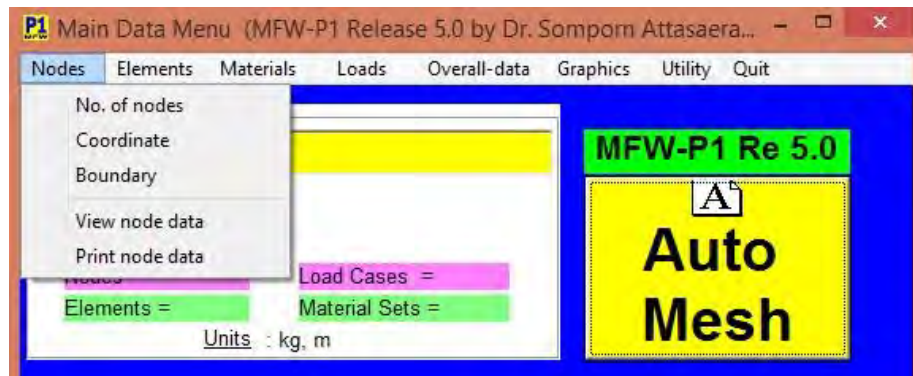 P1 MFW Main Data Menu (MFW-P1 Release 5.0 by Dr. Somporn Attasaera...
Nodes Elements Materials Loads Overall-data Graphics Utility Quit
No. of nodes
Coordinate
Boundary
View node data
Print node data
Load Cases =
Elements = Material Sets =
Units : kg, m
MFW-P1 Re 5.0
A
Auto
Mesh